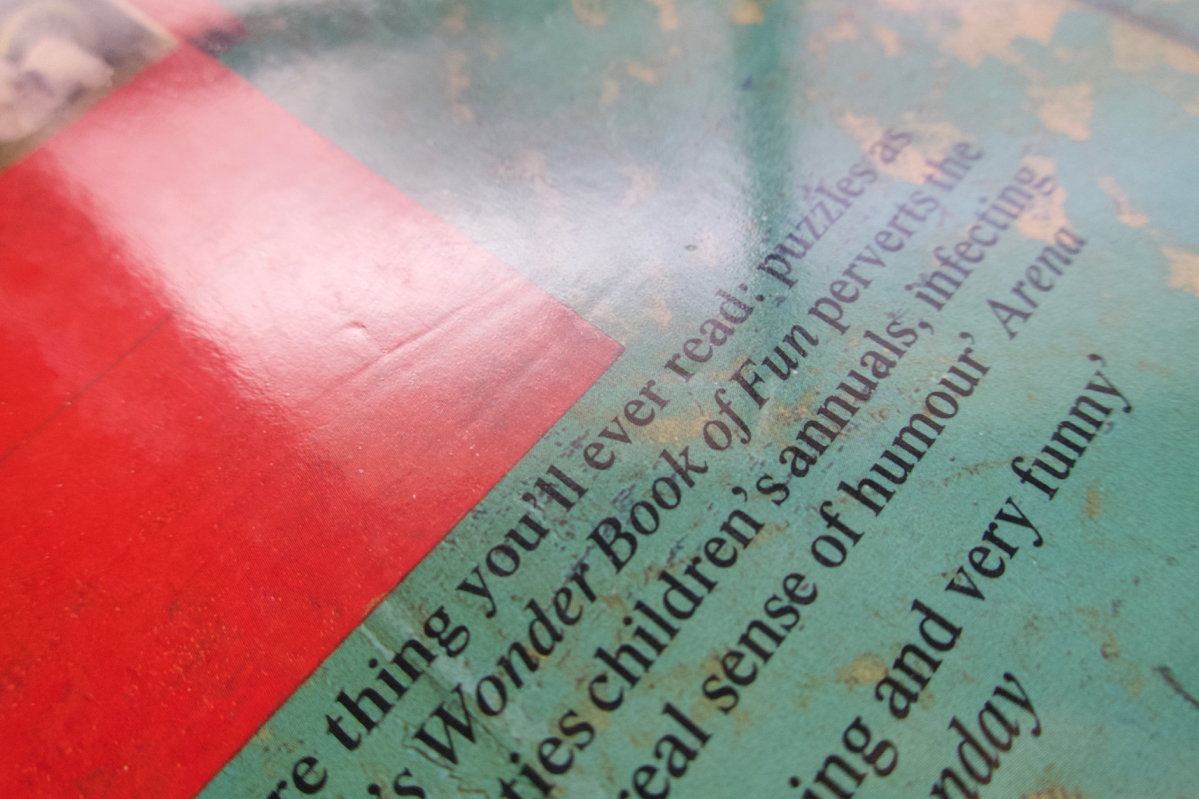 re thing you'll ever read: puzzles as
's Wonder Book of Fun perverts the
ties children's annuals, infecting
real sense of humour' Arena
ing and very funny'
nday